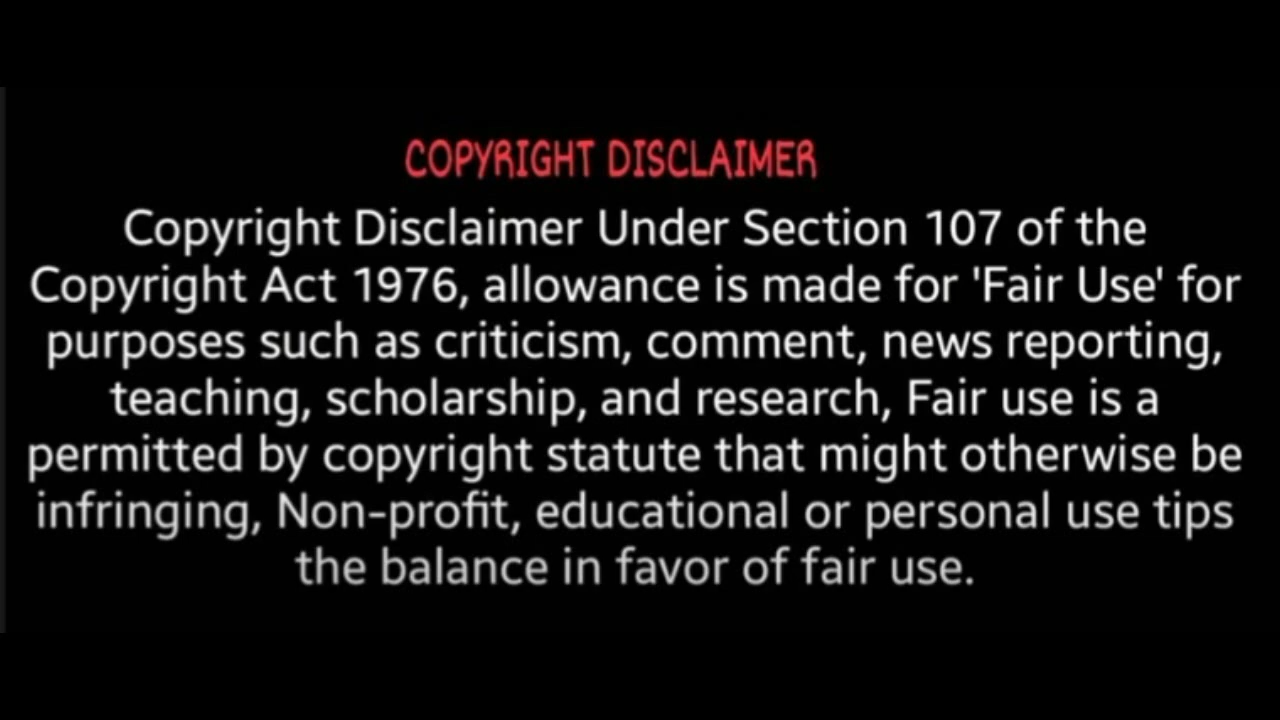 COPYRIGHT DISCLAIMER
Copyright Disclaimer Under Section 107 of the
Copyright Act 1976, allowance is made for 'Fair Use' for
purposes such as criticism, comment, news reporting,
teaching, scholarship, and research, Fair use is a
permitted by copyright statute that might otherwise be
infringing, Non-profit, educational or personal use tips
the balance in favor of fair use.